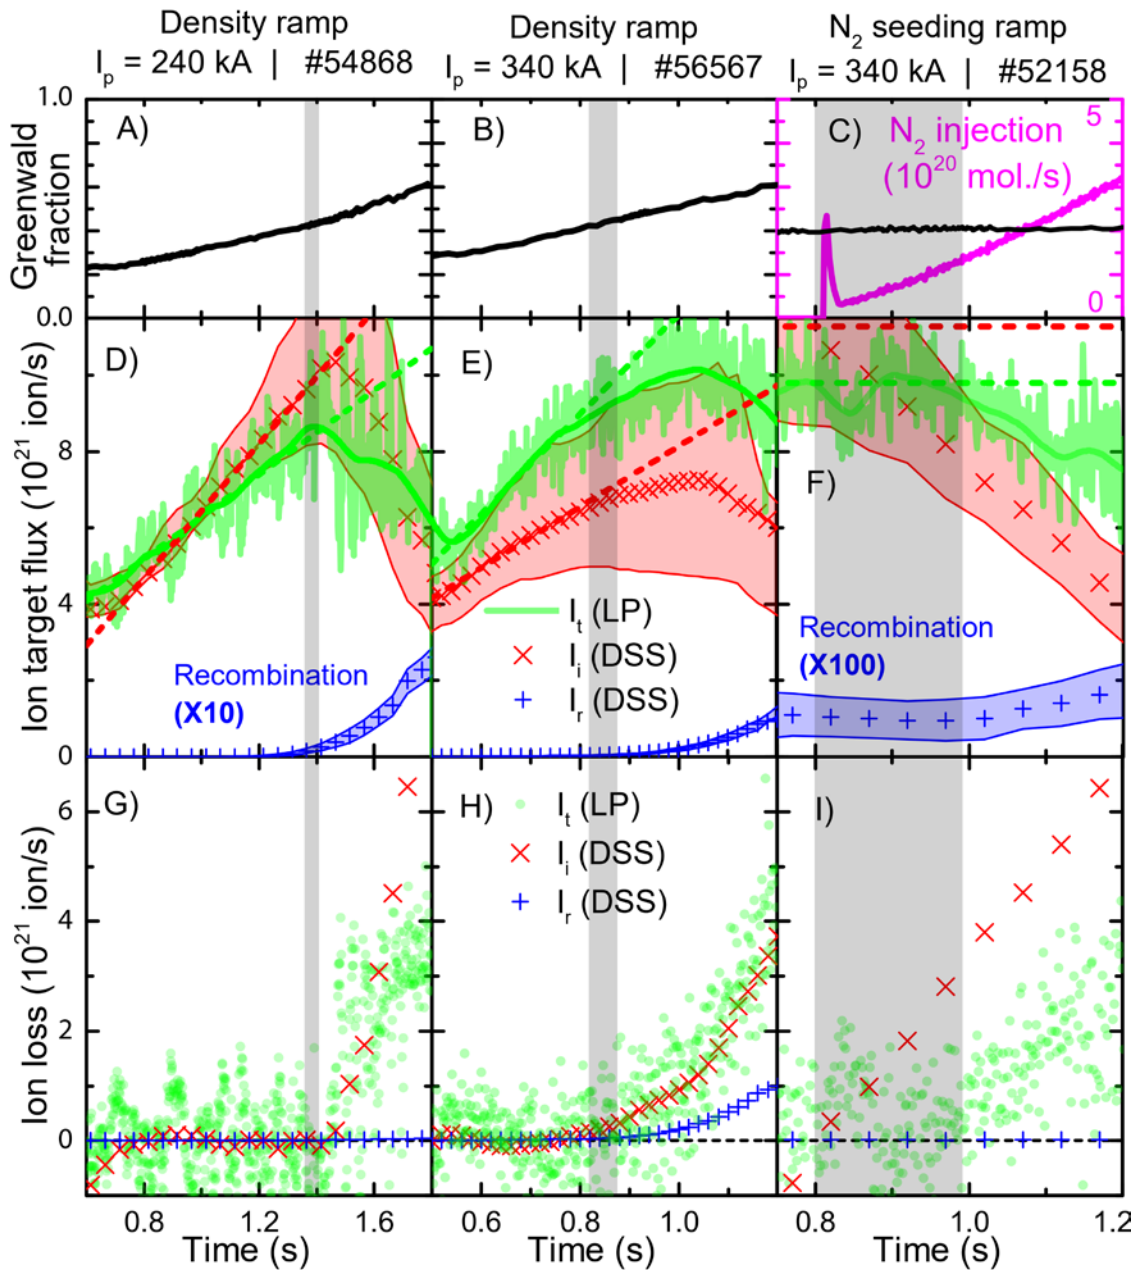 Density ramp
I_p = 240 kA | #54868
Density ramp
I_p = 340 kA | #56567
N_2 seeding ramp
I_p = 340 kA | #52158
Greenwald
fraction
1.0
0.0
A)
B)
C)
N_2 injection
(10^20 mol./s)
5
0
Ion target flux (10^21 ion/s)
8
4
0
D)
Recombination
(X10)
E)
I_t (LP)
I_i (DSS)
I_r (DSS)
F)
Recombination
(X100)
Ion loss (10^21 ion/s)
6
4
2
0
G)
H)
I_t (LP)
I_i (DSS)
I_r (DSS)
I)
0.8 1.2 1.6
0.6 0.8 1.0
0.8 1.0 1.2
Time (s)
Time (s)
Time (s)